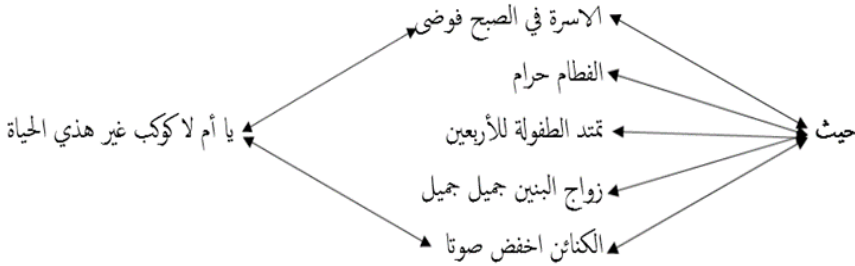 حيث
الاسرة في الصبح فوضى
الفطام حرام
تمتد الطفولة للأربعين
زواج البنين جميل جميل
الكنائن اخفض صوتا
يا أم لا كوكب غير هذي الحياة